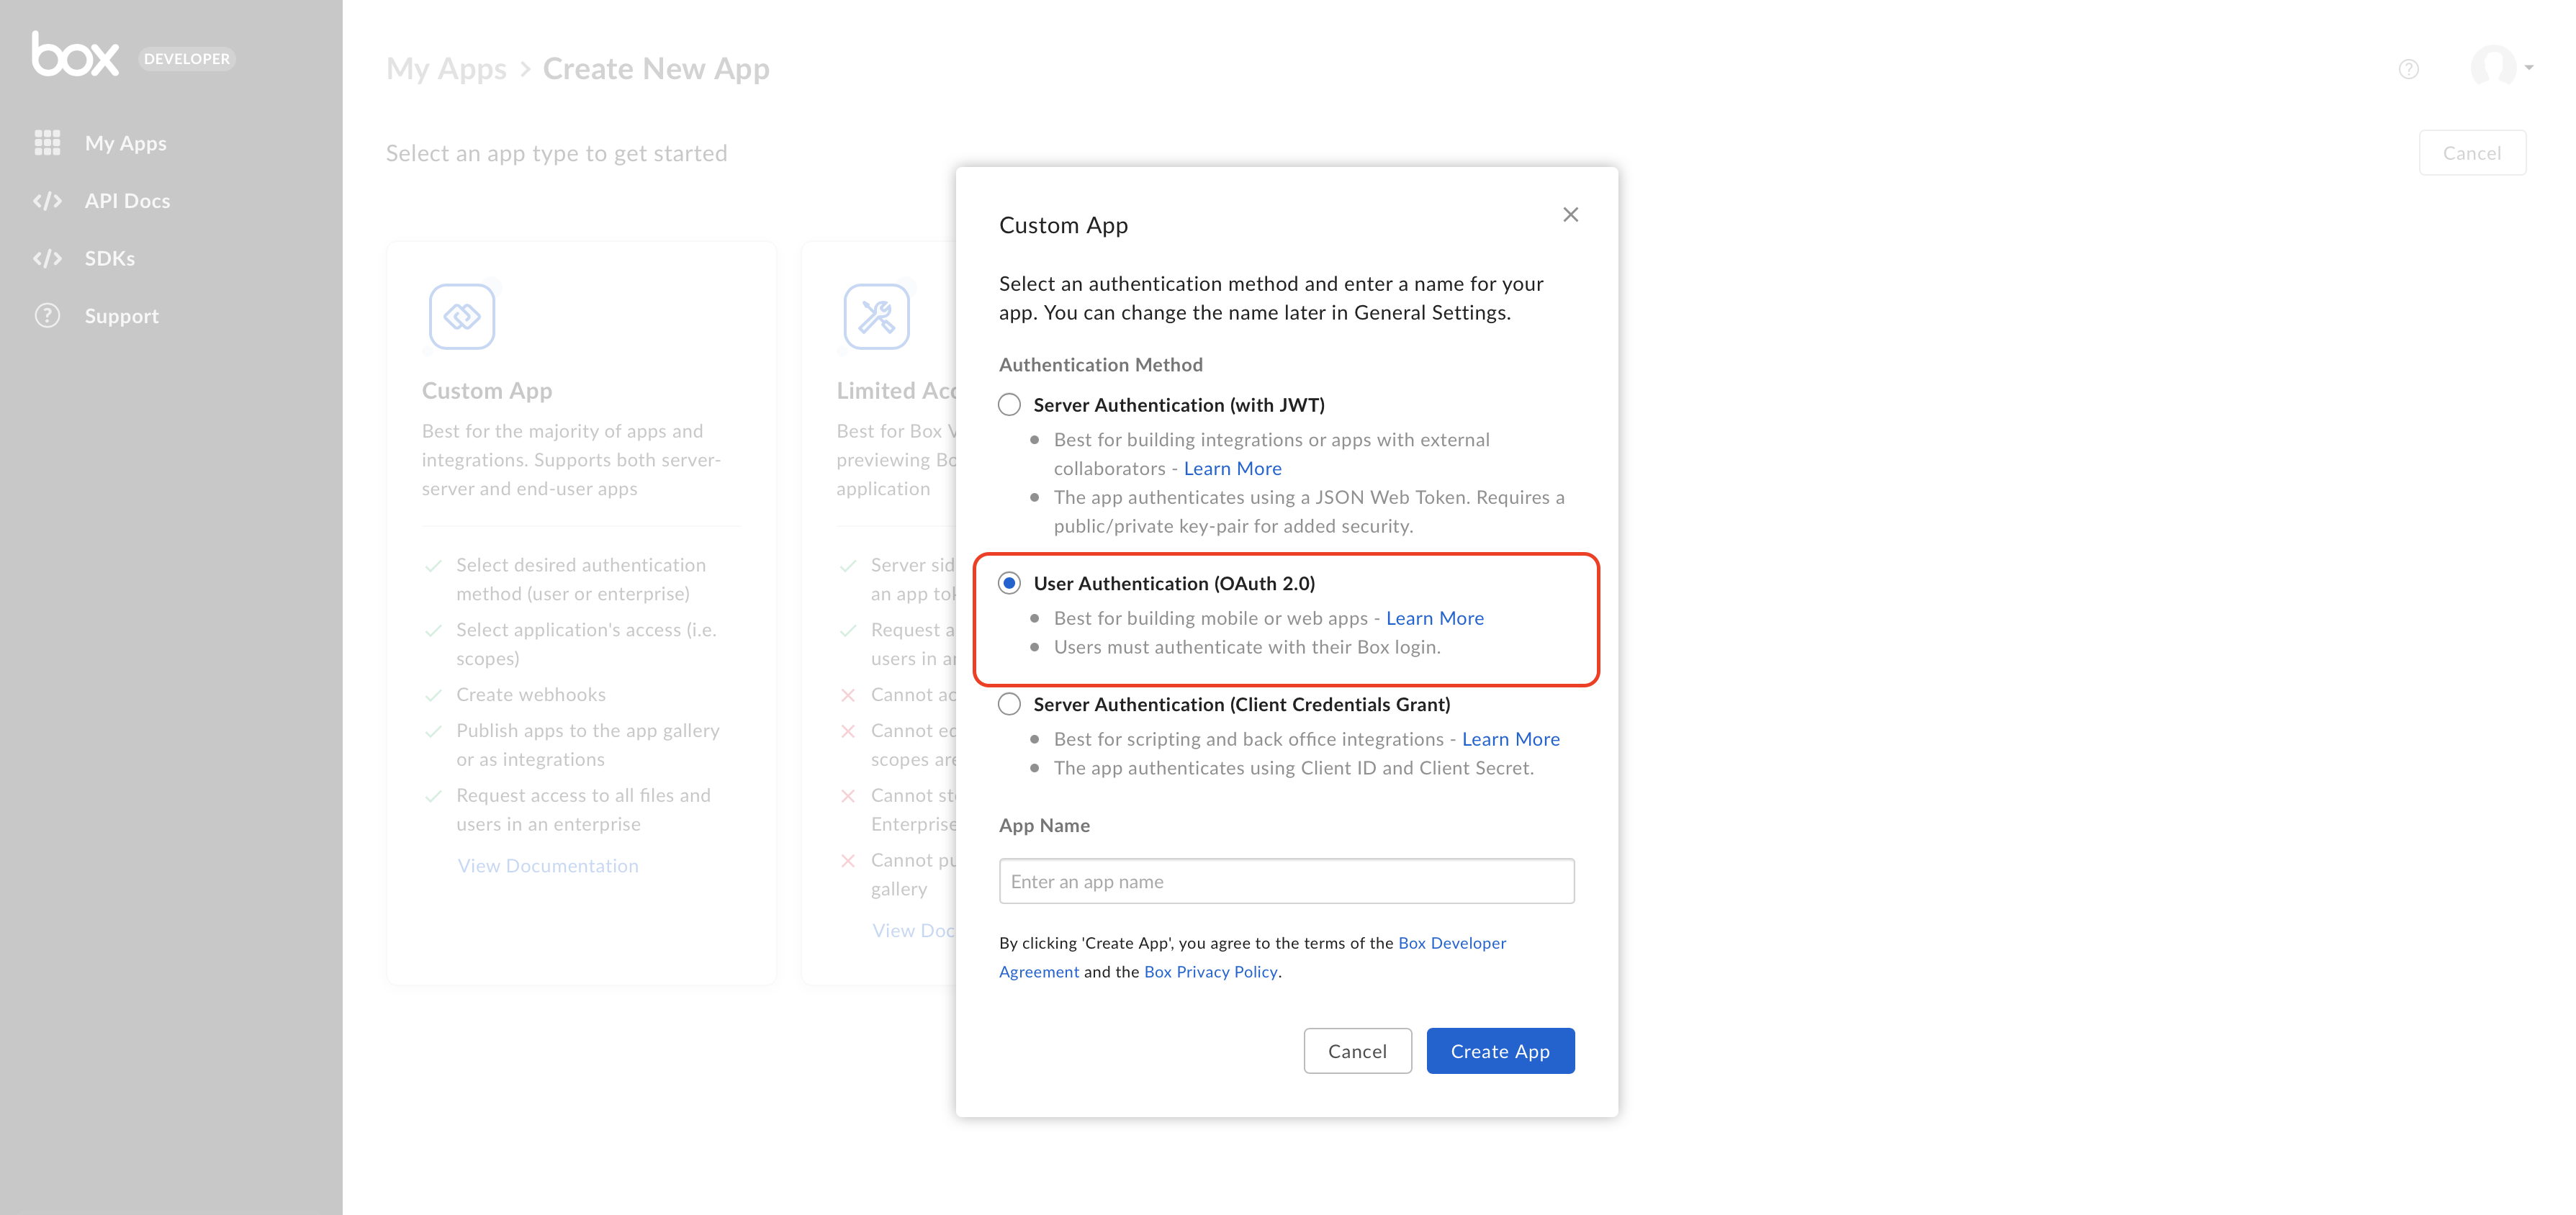 box DEVELOPER
My Apps
API Docs
SDKs
Support
My Apps > Create New App
Select an app type to get started
Cancel
Custom App
Best for the majority of apps and
integrations. Supports both server-
server and end-user apps
Select desired authentication
method (user or enterprise)
Select application's access (i.e.
scopes)
Create webhooks
Publish apps to the app gallery
or as integrations
Request access to all files and
users in an enterprise
View Documentation
Limited
Best for Box
previewing
application
Server
an app
Request
users in
Cannot
Cannot
scopes
Cannot
Enterprise
Cannot
gallery
View
Custom App
Select an authentication method and enter a name for your
app. You can change the name later in General Settings.
Authentication Method
Server Authentication (with JWT)
Best for building integrations or apps with external
collaborators - Learn More
The app authenticates using a JSON Web Token. Requires a
public/private key-pair for added security.
User Authentication (OAuth 2.0)
Best for building mobile or web apps - Learn More
Users must authenticate with their Box login.
Server Authentication (Client Credentials Grant)
Best for scripting and back office integrations - Learn More
The app authenticates using Client ID and Client Secret.
App Name
Enter an app name
By clicking 'Create App', you agree to the terms of the Box Developer
Agreement and the Box Privacy Policy.
Cancel
Create App